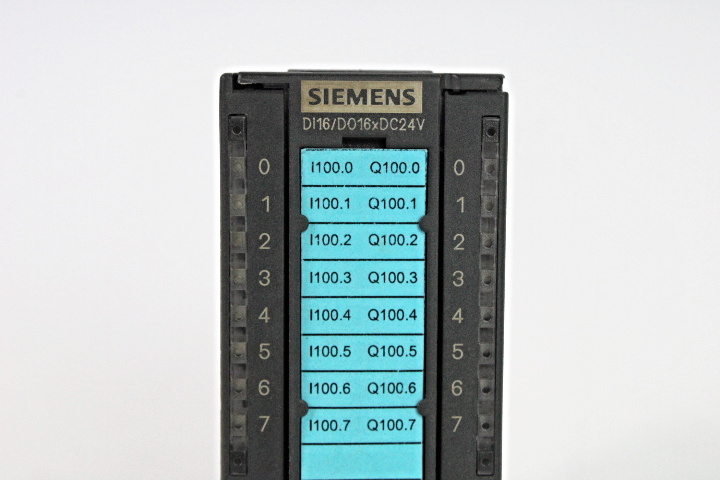 SIEMENS
DI16/DO16xDC24V
0 I100.0 Q100.0 0
1 I100.1 Q100.1 1
2 I100.2 Q100.2 2
3 I100.3 Q100.3 3
4 I100.4 Q100.4 4
5 I100.5 Q100.5 5
6 I100.6 Q100.6 6
7 I100.7 Q100.7 7